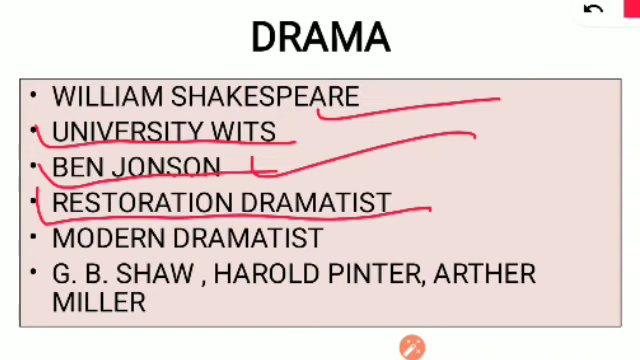 DRAMA
• WILLIAM SHAKESPEARE
• UNIVERSITY WITS
• BEN JONSON
• RESTORATION DRAMATIST
• MODERN DRAMATIST
• G. B. SHAW , HAROLD PINTER, ARTHER
MILLER